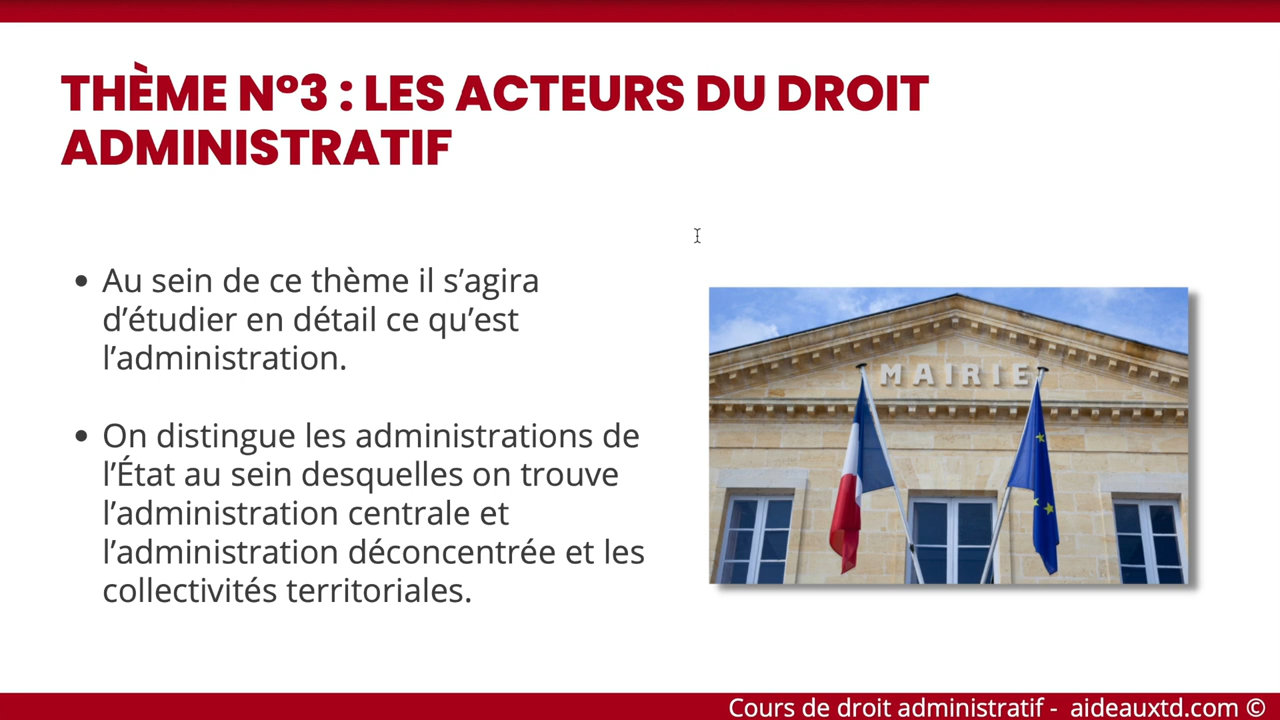 THÈME N°3 : LES ACTEURS DU DROIT
ADMINISTRATIF
• Au sein de ce thème il s’agira
d’étudier en détail ce qu’est
l’administration.
• On distingue les administrations de
l’État au sein desquelles on trouve
l’administration centrale et
l’administration déconcentrée et les
collectivités territoriales.
MAIRIE
Cours de droit administratif - aideauxtd.com ©